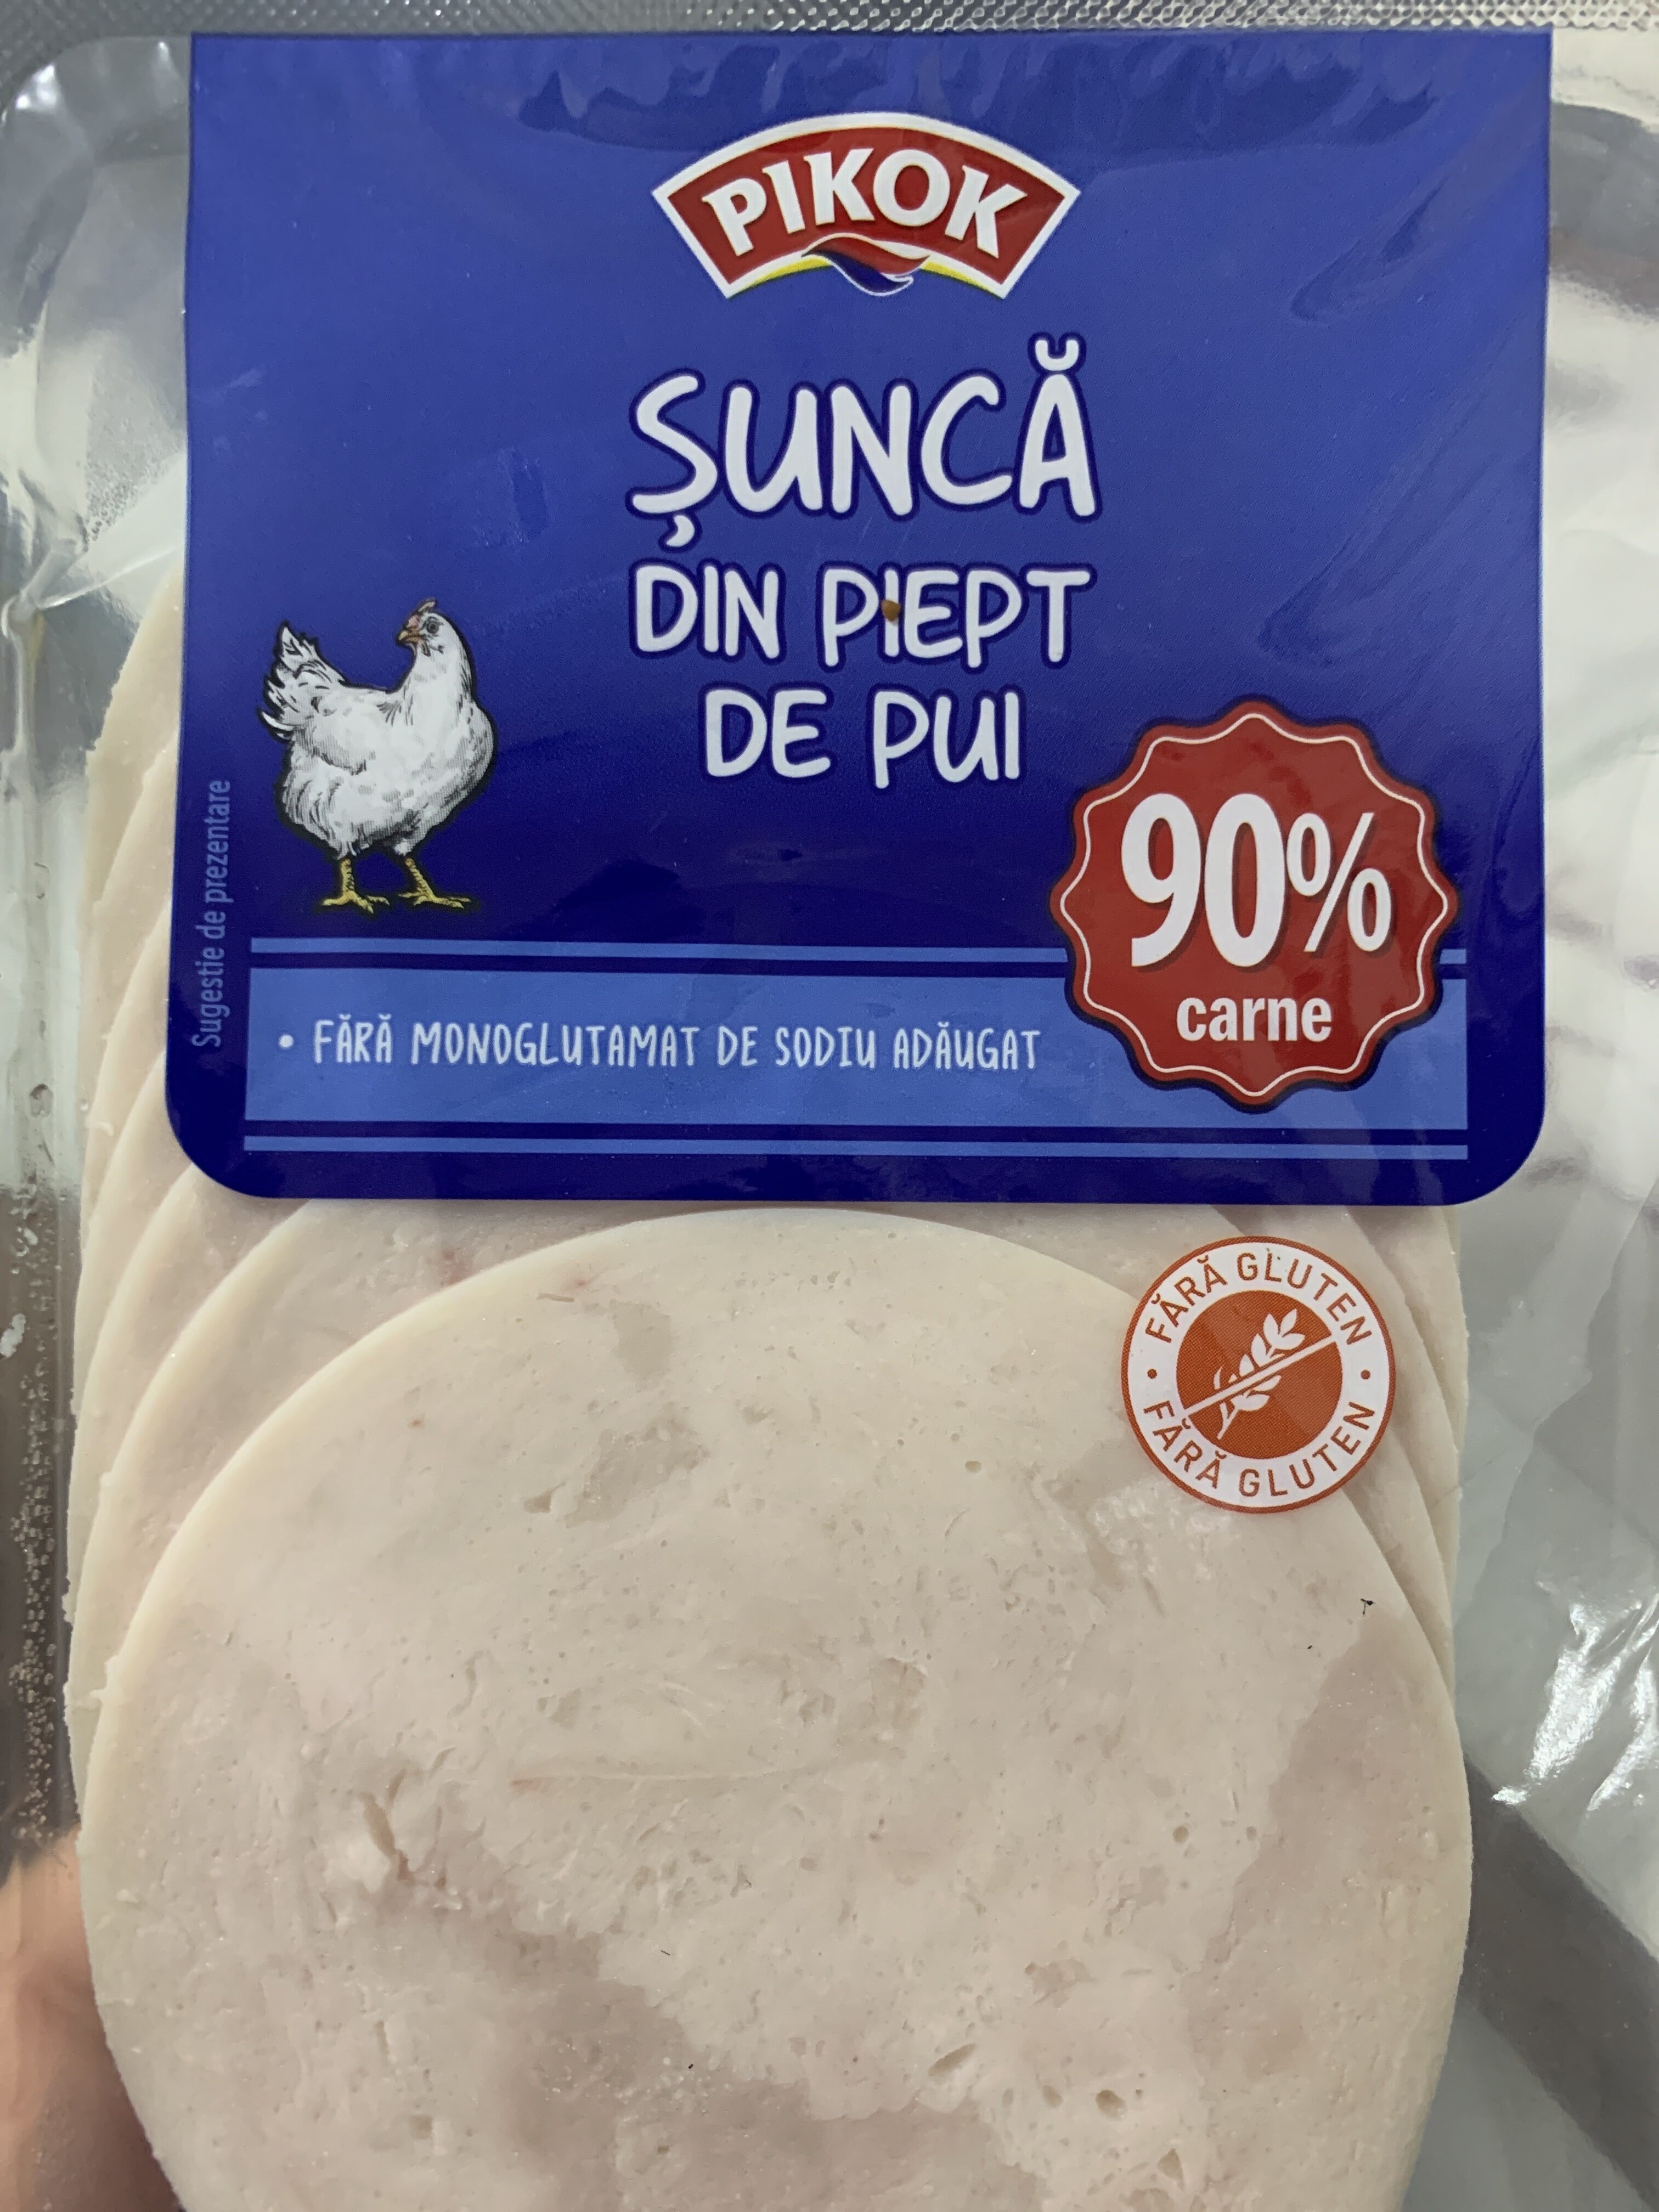 PIKOK
ȘUNCĂ
DIN PIEPT
DE PUI
90%
carne
Sugestie de prezentare
• FĂRĂ MONOGLUTAMAT DE SODIU ADĂUGAT
FĂRĂ GLUTEN
FĂRĂ GLUTEN